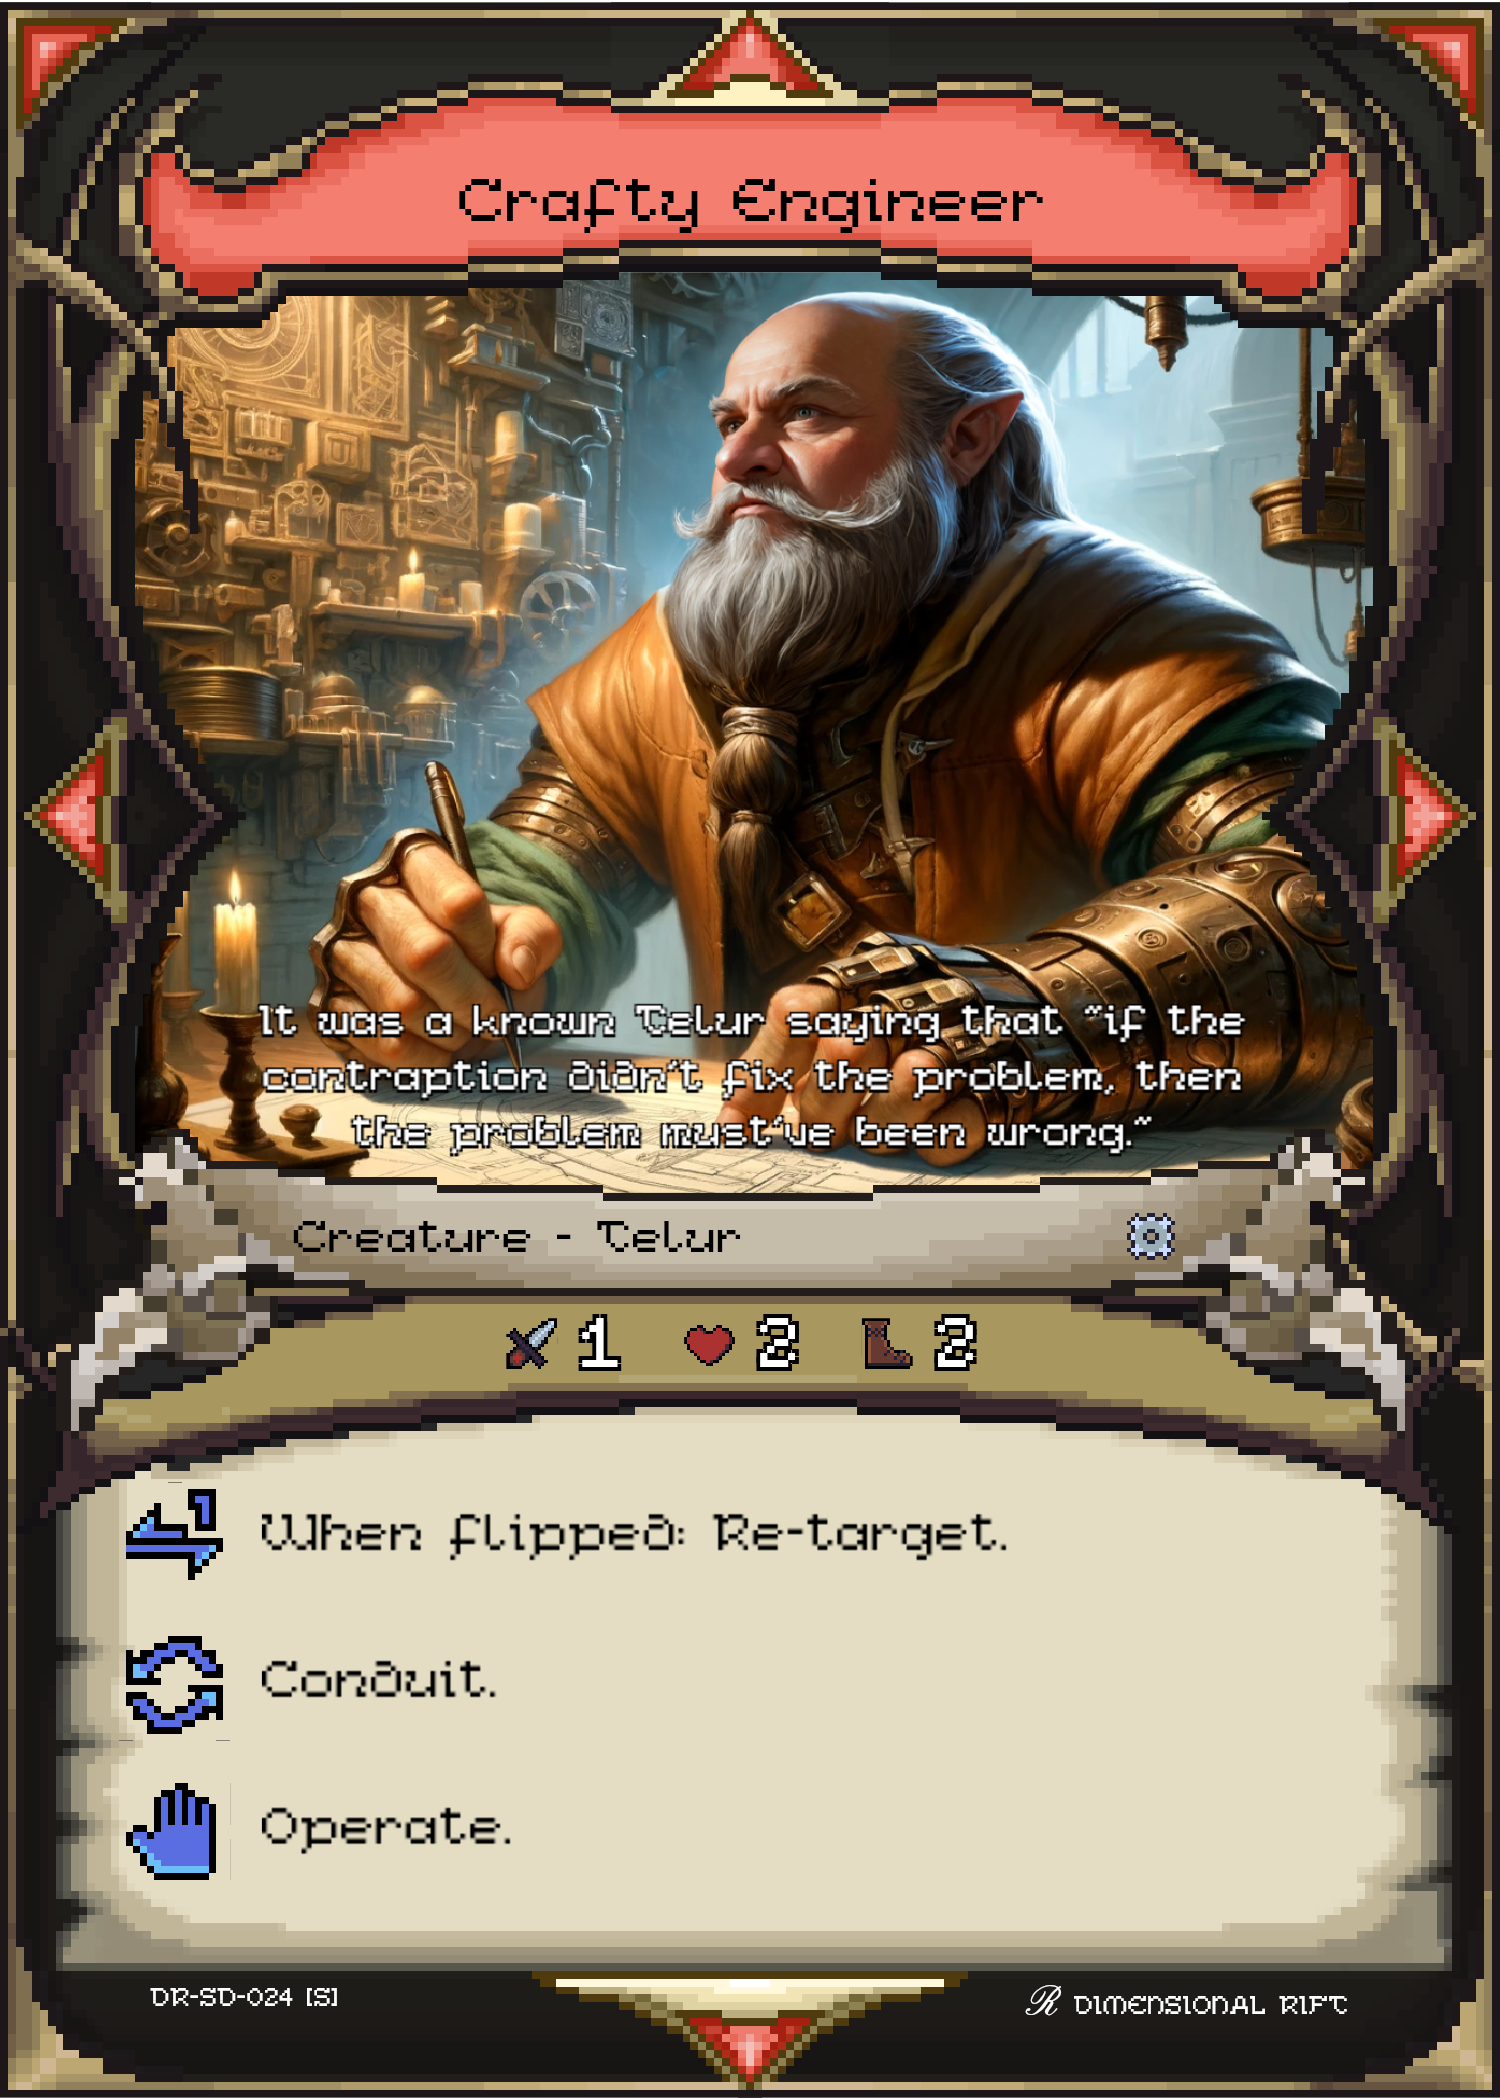 Crafty Engineer
It was a known Telur saying that "if the
contraption didn't fix the problem, then
the problem must've been wrong."
Creature - Telur
1 2 2
When flipped: Re-target.
Conduit.
Operate.
DR-SD-024 [S]
R DIMENSIONAL RIFT